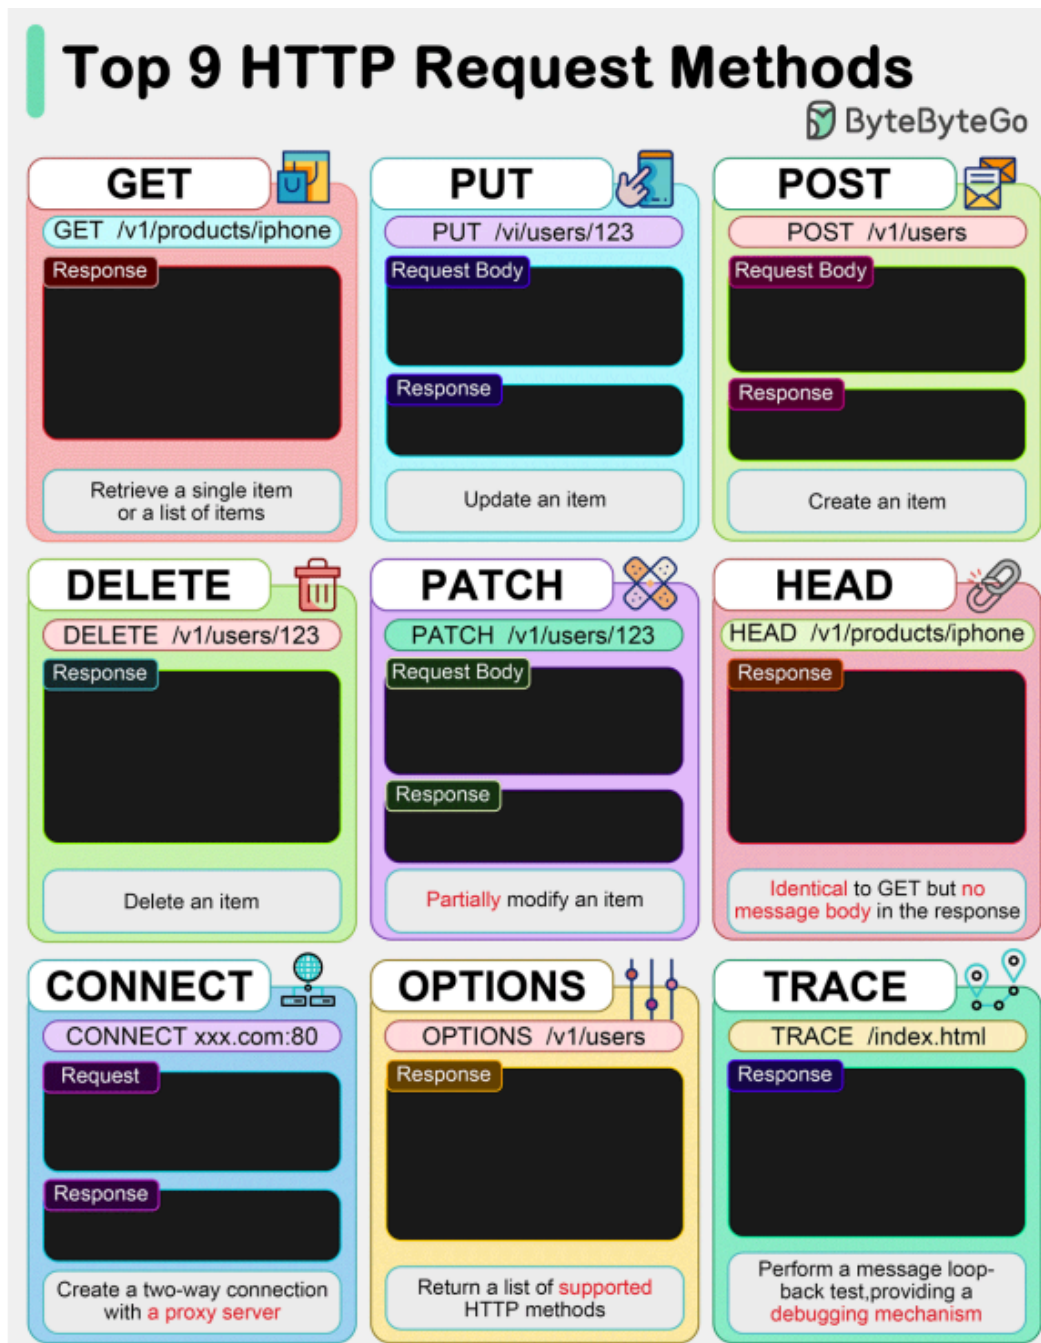 Top 9 HTTP Request Methods
ByteByteGo
GET
GET /v1/products/iphone
Response
Retrieve a single item
or a list of items
PUT
PUT /vi/users/123
Request Body
Response
Update an item
POST
POST /v1/users
Request Body
Response
Create an item
DELETE
DELETE /v1/users/123
Response
Delete an item
PATCH
PATCH /v1/users/123
Request Body
Response
Partially modify an item
HEAD
HEAD /v1/products/iphone
Response
Identical to GET but no
message body in the response
CONNECT
CONNECT xxx.com:80
Request
Response
Create a two-way connection
with a proxy server
OPTIONS
OPTIONS /v1/users
Response
Return a list of supported
HTTP methods
TRACE
TRACE /index.html
Response
Perform a message loop-
back test,providing a
debugging mechanism